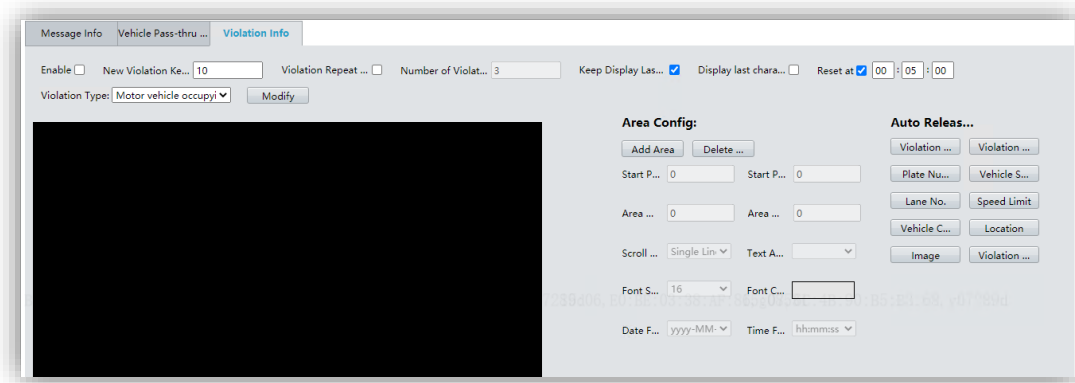 Message Info Vehicle Pass-thru ... Violation Info
Enable New Violation Ke... 10 Violation Repeat ... Number of Violat... 3 Keep Display Las... Display last chara... Reset at 00 : 05 : 00
Violation Type: Motor vehicle occupyi Modify
Area Config: Auto Releas...
Add Area Delete ... Violation ... Violation ...
Start P... 0 Start P... 0 Plate Nu... Vehicle S...
Lane No. Speed Limit
Area ... 0 Area ... 0
Vehicle C... Location
Scroll ... Single Lin Text A... Image Violation ...
Font S... 16 Font C...
Date F... yyyy-MM- Time F... hh:mm:ss